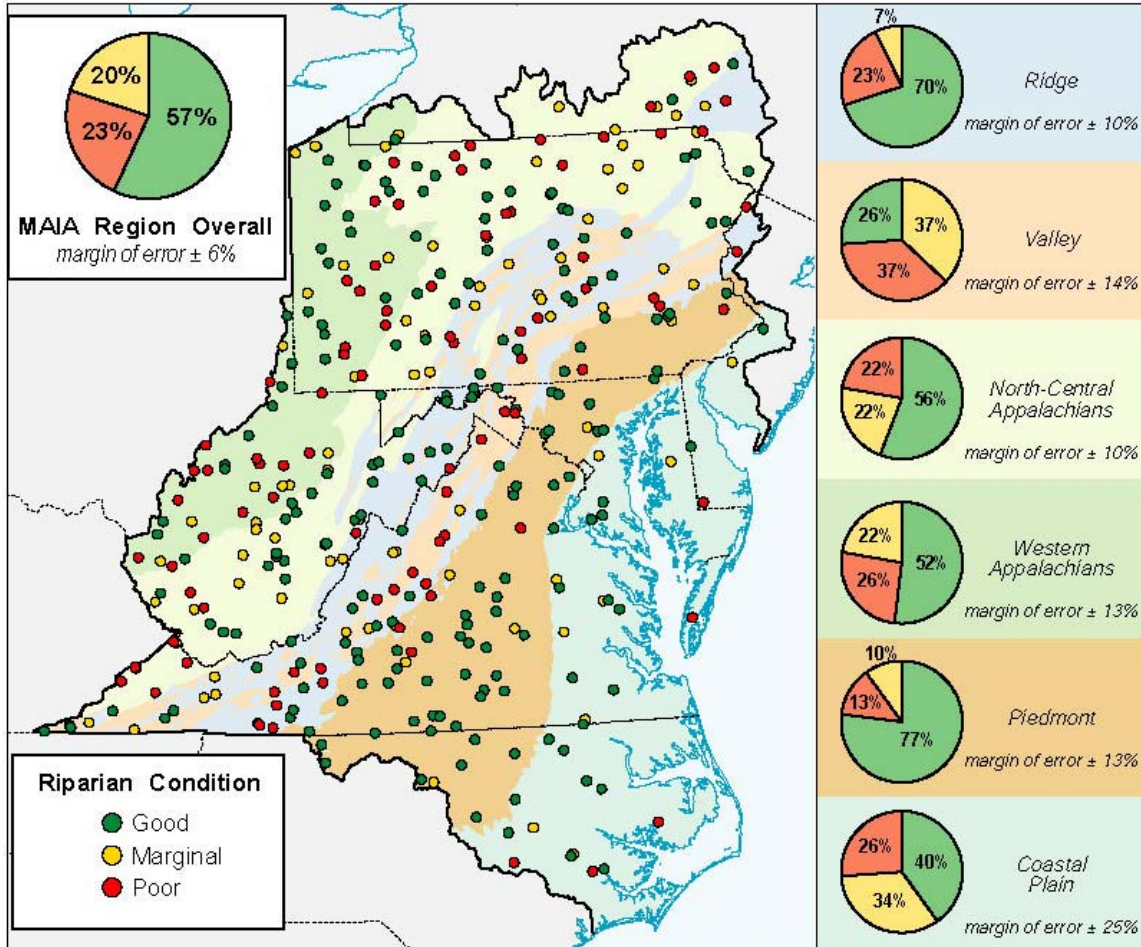 20%
57%
23%
MAIA Region Overall
margin of error ± 6%
Riparian Condition
Good
Marginal
Poor
7%
23%
70%
Ridge
margin of error ± 10%
26%
37%
37%
Valley
margin of error ± 14%
22%
56%
22%
North-Central
Appalachians
margin of error ± 10%
22%
52%
26%
Western
Appalachians
margin of error ± 13%
10%
13%
77%
Piedmont
margin of error ± 13%
26%
40%
34%
Coastal
Plain
margin of error ± 25%